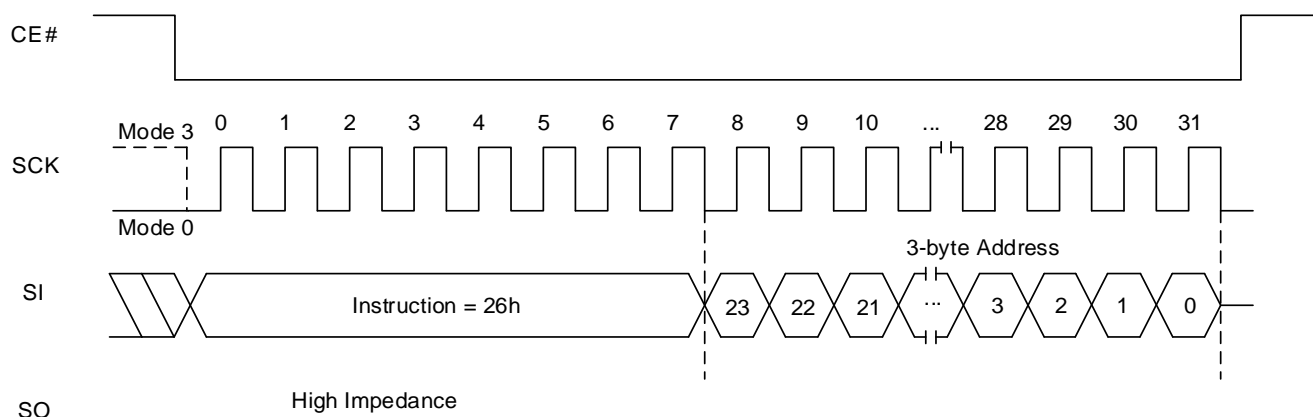 CE#
Mode 3
0 1 2 3 4 5 6 7 8 9 10 ... 28 29 30 31
SCK
Mode 0
3-byte Address
SI
Instruction = 26h
23 22 21 ... 3 2 1 0
High Impedance
SO